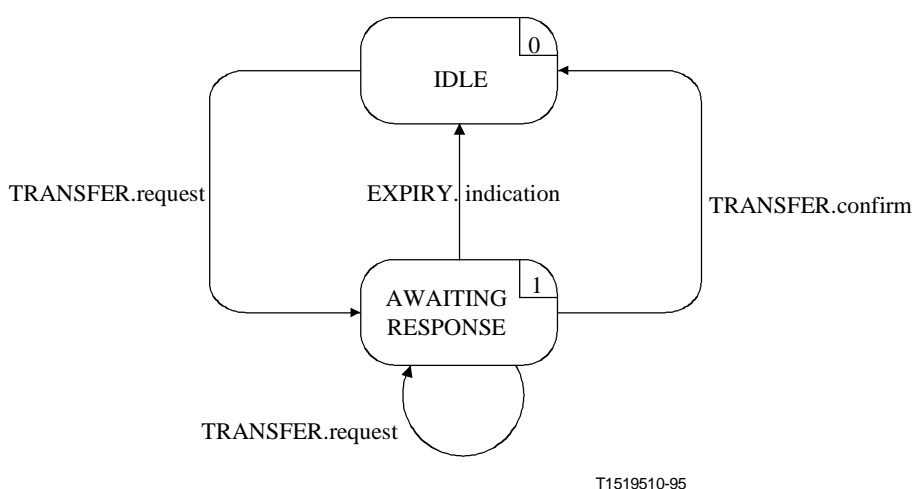 0
IDLE
TRANSFER.request
EXPIRY. indication
TRANSFER.confirm
1
AWAITING
RESPONSE
TRANSFER.request
T1519510-95